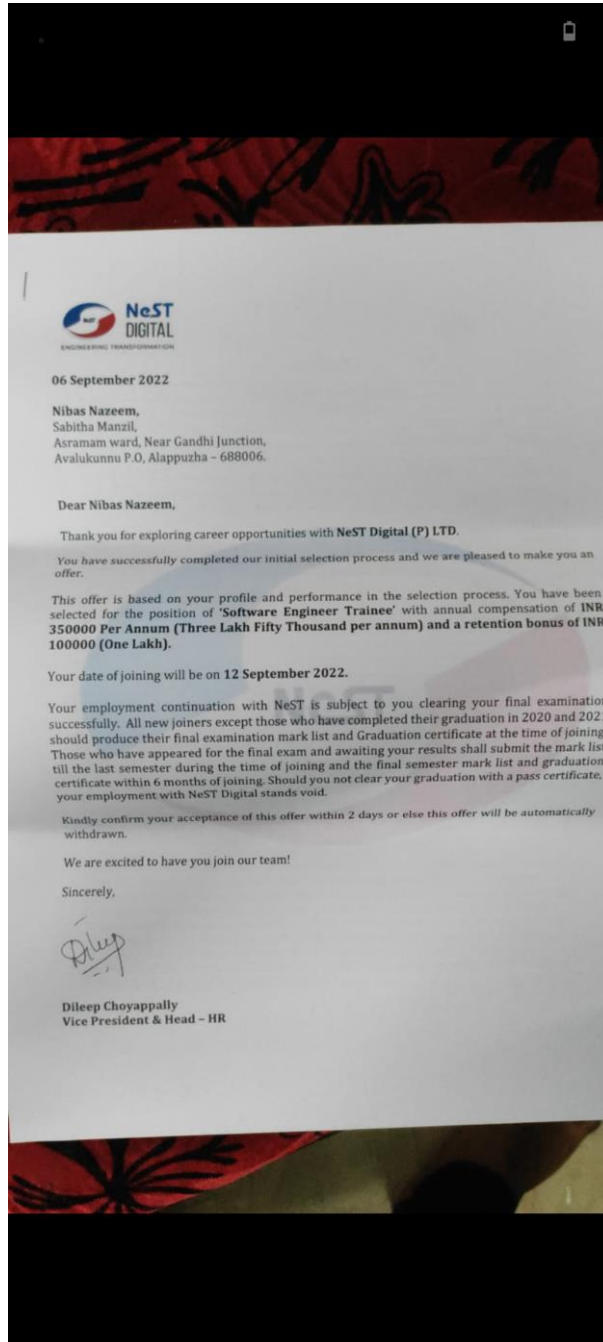 NeST
DIGITAL
ENGINEERING TRANSFORMATION
06 September 2022
Nibas Nazeem,
Sabitha Manzil,
Asramam ward, Near Gandhi Junction,
Avalukunnu P.O, Alappuzha – 688006.
Dear Nibas Nazeem,
Thank you for exploring career opportunities with NeST Digital (P) LTD.
You have successfully completed our initial selection process and we are pleased to make you an
offer.
This offer is based on your profile and performance in the selection process. You have been
selected for the position of 'Software Engineer Trainee' with annual compensation of INR
350000 Per Annum (Three Lakh Fifty Thousand per annum) and a retention bonus of INR
100000 (One Lakh).
Your date of joining will be on 12 September 2022.
Your employment continuation with NeST is subject to you clearing your final examination
successfully. All new joiners except those who have completed their graduation in 2020 and 202
should produce their final examination mark list and Graduation certificate at the time of joining
Those who have appeared for the final exam and awaiting your results shall submit the mark list
till the last semester during the time of joining and the final semester mark list and graduation
certificate within 6 months of joining. Should you not clear your graduation with a pass certificate,
your employment with NeST Digital stands void.
Kindly confirm your acceptance of this offer within 2 days or else this offer will be automatically
withdrawn.
We are excited to have you join our team!
Sincerely,
Dileep
Dileep Choyappally
Vice President & Head – HR